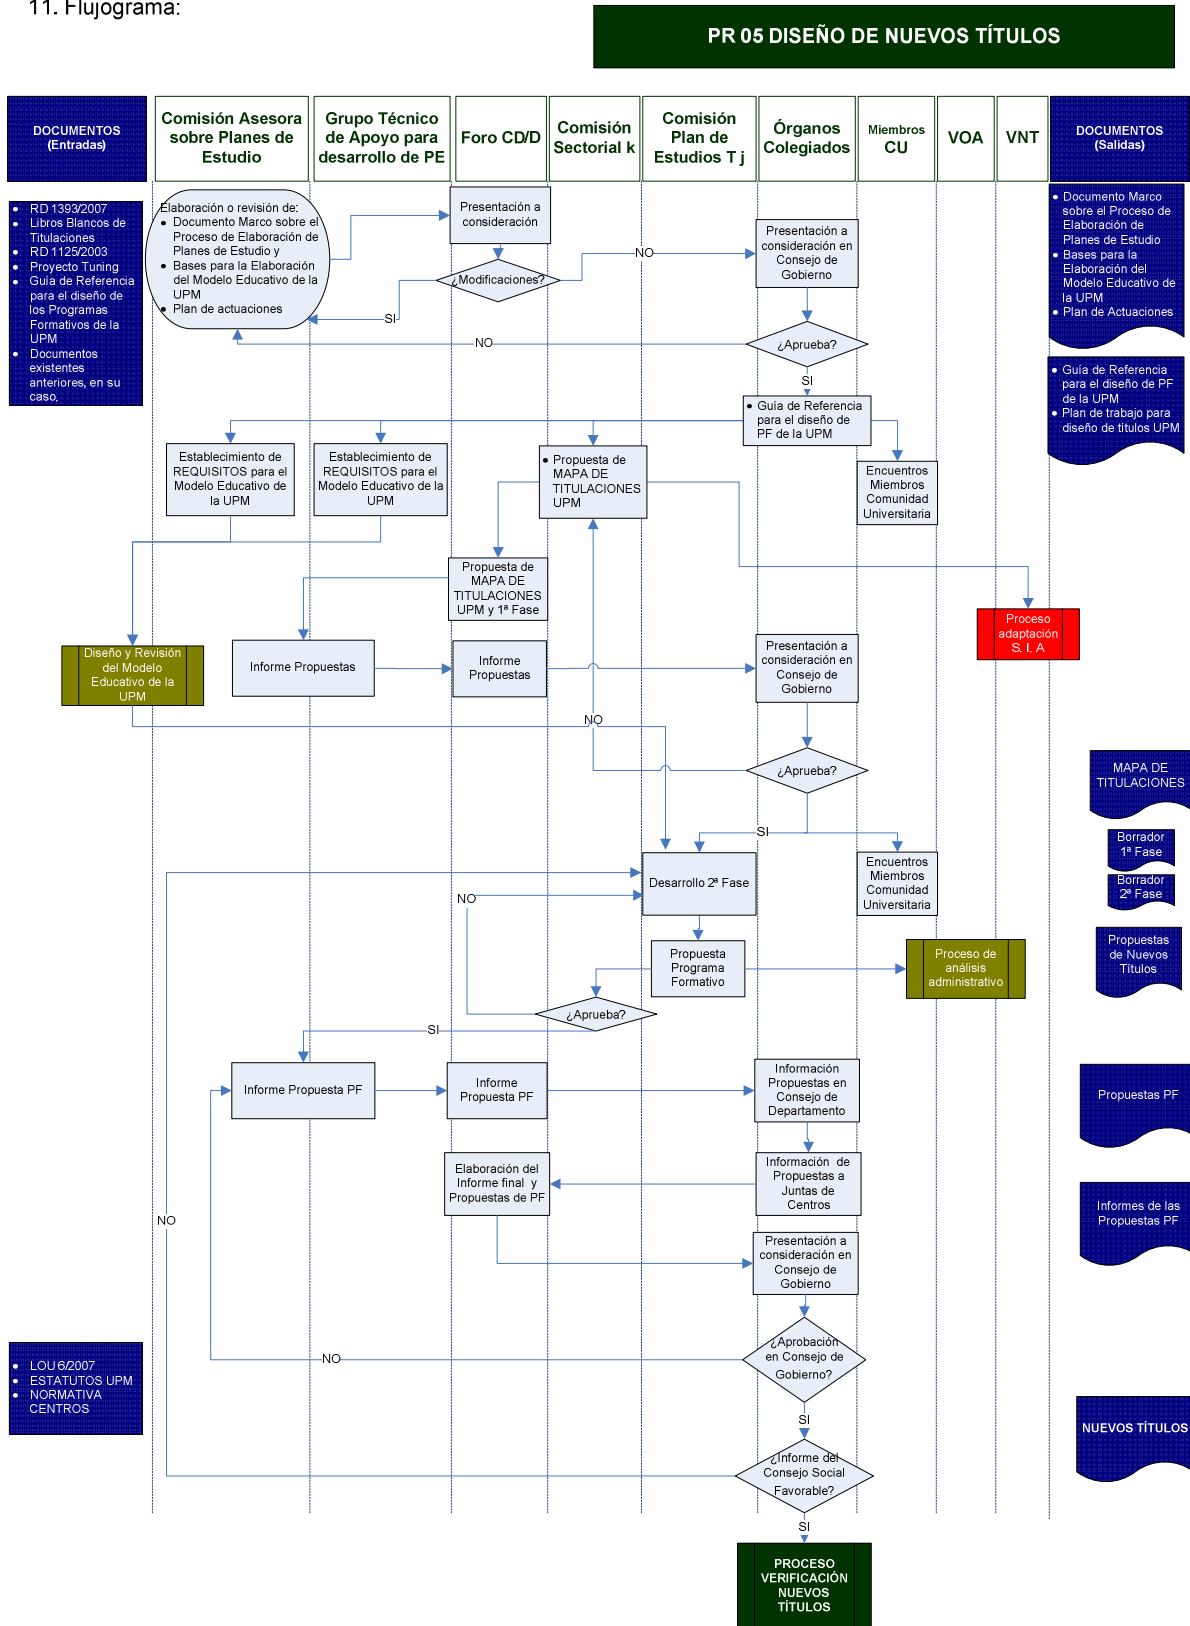 11. Flujograma:
PR 05 DISEÑO DE NUEVOS TÍTULOS
DOCUMENTOS
(Entradas)
Comisión Asesora
sobre Planes de
Estudio
Grupo Técnico
de Apoyo para
desarrollo de PE
Foro CD/D
Comisión
Sectorial k
Comisión
Plan de
Estudios T j
Órganos
Colegiados
Miembros
CU
VOA
VNT
DOCUMENTOS
(Salidas)
• RD 1393/2007
• Libros Blancos de
Titulaciones
• RD 1125/2003
• Proyecto Tuning
• Guía de Referencia
para el diseño de
los Programas
Formativos de la
UPM
• Documentos
existentes
anteriores, en su
caso.
Elaboración o revisión de:
• Documento Marco sobre el
Proceso de Elaboración de
Planes de Estudio y
• Bases para la Elaboración
del Modelo Educativo de la
UPM
• Plan de actuaciones
Presentación a
consideración
¿Modificaciones?
NO
SI
Presentación a
consideración en
Consejo de
Gobierno
¿Aprueba?
NO
SI
• Documento Marco
sobre el Proceso de
Elaboración de
Planes de Estudio
• Bases para la
Elaboración del
Modelo Educativo de
la UPM
• Plan de Actuaciones
• Guía de Referencia
para el diseño de PF
de la UPM
• Plan de trabajo para
diseño de títulos UPM
• Guía de Referencia
para el diseño de
PF de la UPM
Establecimiento de
REQUISITOS para el
Modelo Educativo de
la UPM
Establecimiento de
REQUISITOS para el
Modelo Educativo de la
UPM
• Propuesta de
MAPA DE
TITULACIONES
UPM
Encuentros
Miembros
Comunidad
Universitaria
Propuesta de
MAPA DE
TITULACIONES
UPM y 1ª Fase
Proceso
adaptación
S. I. A
Diseño y Revisión
del Modelo
Educativo de la
UPM
Informe Propuestas
Informe
Propuestas
Presentación a
consideración en
Consejo de
Gobierno
NO
¿Aprueba?
SI
MAPA DE
TITULACIONES
Borrador
1ª Fase
Borrador
2ª Fase
Desarrollo 2ª Fase
Encuentros
Miembros
Comunidad
Universitaria
NO
Propuesta
Programa
Formativo
Proceso de
análisis
administrativo
Propuestas
de Nuevos
Títulos
¿Aprueba?
SI
Informe Propuesta PF
Informe
Propuesta PF
Información
Propuestas en
Consejo de
Departamento
Propuestas PF
Elaboración del
Informe final y
Propuestas de PF
Información de
Propuestas a
Juntas de
Centros
NO
Informes de las
Propuestas PF
Presentación a
consideración en
Consejo de
Gobierno
¿Aprobación
en Consejo de
Gobierno?
NO
SI
• LOU 6/2007
• ESTATUTOS UPM
• NORMATIVA
CENTROS
NUEVOS TÍTULOS
¿Informe del
Consejo Social
Favorable?
SI
PROCESO
VERIFICACIÓN
NUEVOS
TÍTULOS